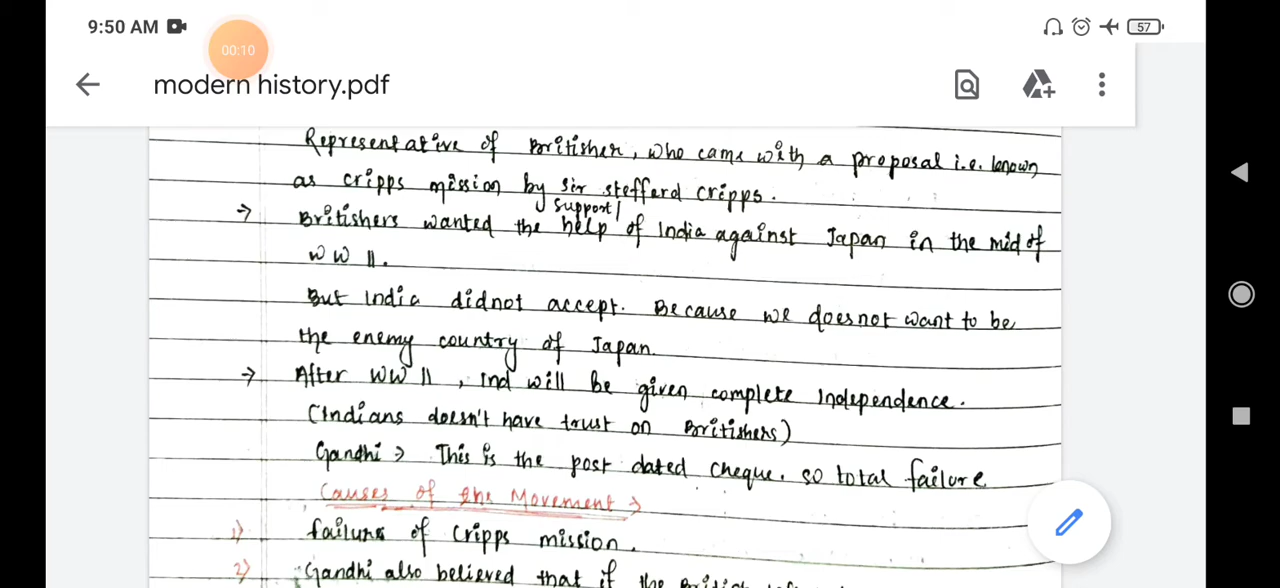 9:50 AM
57
00:10
modern history.pdf
Representative of Britisher, who came with a proposal i.e. known
as cripps mission by sir stefferd cripps.
support/
→ Britishers wanted the help of India against Japan in the mid of
WW II.
But India didnot accept. Because we doesnot want to be
the enemy country of Japan.
→ After WW II, Ind will be given complete Independence.
(Indians doesn't have trust on Britishers)
Gandhi > This is the post dated cheque. so total failure
Causes of the Movement >
1) failure of Cripps mission.
2) Gandhi also believed that if the British